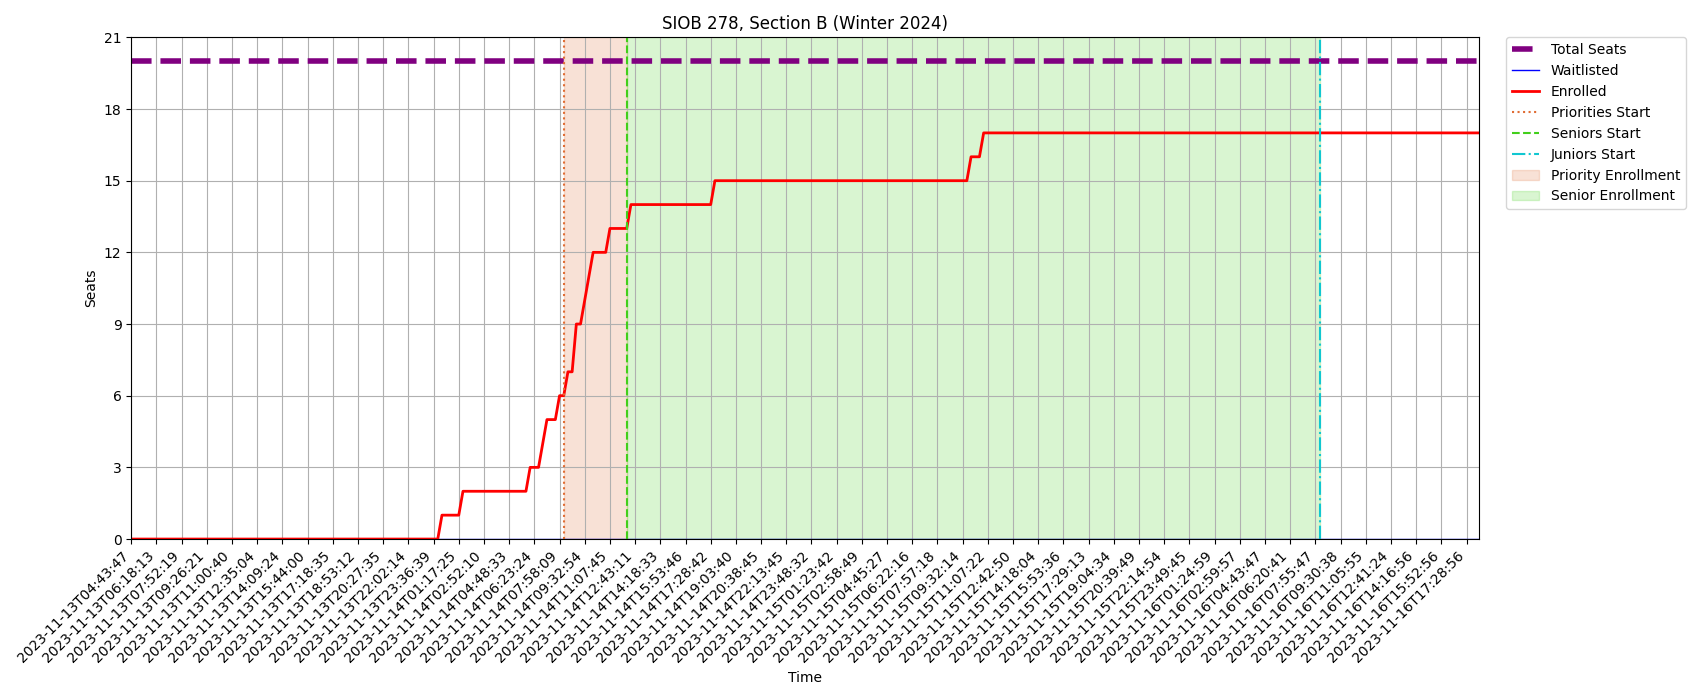 SIOB 278, Section B (Winter 2024)
21
18
15
12
9
6
3
0
Seats
2023-11-13T04:43:47
2023-11-13T06:18:13
2023-11-13T07:52:19
2023-11-13T09:26:21
2023-11-13T11:00:40
2023-11-13T12:35:04
2023-11-13T14:09:24
2023-11-13T15:44:00
2023-11-13T17:18:35
2023-11-13T18:53:12
2023-11-13T20:27:35
2023-11-13T22:02:14
2023-11-13T23:36:39
2023-11-14T01:17:25
2023-11-14T02:52:10
2023-11-14T04:48:33
2023-11-14T06:23:24
2023-11-14T07:58:09
2023-11-14T09:32:54
2023-11-14T11:07:45
2023-11-14T12:43:11
2023-11-14T14:18:33
2023-11-14T15:53:46
2023-11-14T17:28:42
2023-11-14T19:03:40
2023-11-14T20:38:45
2023-11-14T22:13:45
2023-11-14T23:48:32
2023-11-15T01:23:42
2023-11-15T02:58:49
2023-11-15T04:45:27
2023-11-15T06:22:16
2023-11-15T07:57:18
2023-11-15T09:32:14
2023-11-15T11:07:22
2023-11-15T12:42:50
2023-11-15T14:18:04
2023-11-15T15:53:36
2023-11-15T17:29:13
2023-11-15T19:04:34
2023-11-15T20:39:49
2023-11-15T22:14:54
2023-11-15T23:49:45
2023-11-16T01:24:59
2023-11-16T02:59:57
2023-11-16T04:43:47
2023-11-16T06:20:41
2023-11-16T07:55:47
2023-11-16T09:30:38
2023-11-16T11:05:55
2023-11-16T12:41:24
2023-11-16T14:16:56
2023-11-16T15:52:56
2023-11-16T17:28:56
Time
Total Seats
Waitlisted
Enrolled
Priorities Start
Seniors Start
Juniors Start
Priority Enrollment
Senior Enrollment